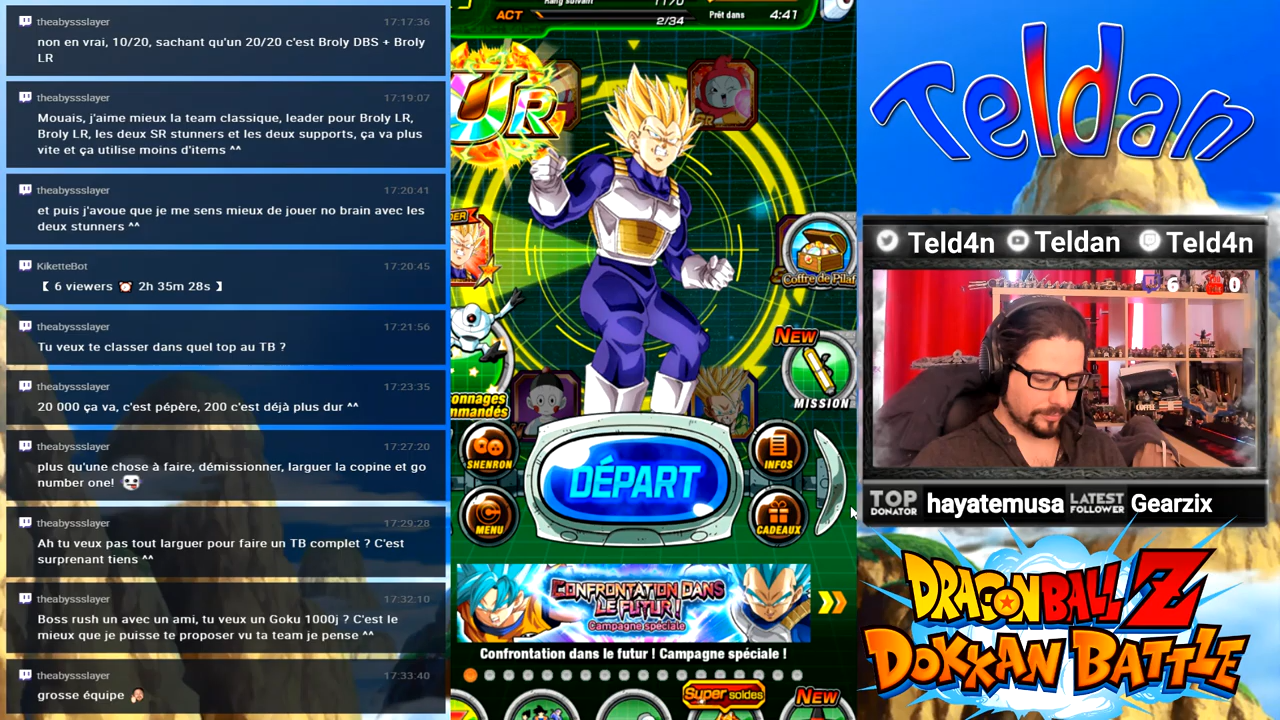 theabyssslayer 17:17:36
non en vrai, 10/20, sachant qu'un 20/20 c'est Broly DBS + Broly
LR
theabyssslayer 17:19:07
Mouais, j'aime mieux la team classique, leader pour Broly LR,
Broly LR, les deux SR stunners et les deux supports, ça va plus
vite et ça utilise moins d'items ^^
theabyssslayer 17:20:41
et puis j'avoue que je me sens mieux de jouer no brain avec les
deux stunners ^^
KiketteBot 17:20:45
【 6 viewers 2h 35m 28s 】
theabyssslayer 17:21:56
Tu veux te classer dans quel top au TB ?
theabyssslayer 17:23:35
20 000 ça va, c'est pépère, 200 c'est déjà plus dur ^^
theabyssslayer 17:27:20
plus qu'une chose à faire, démissionner, larguer la copine et go
number one!
theabyssslayer 17:29:28
Ah tu veux pas tout larguer pour faire un TB complet ? C'est
surprenant tiens ^^
theabyssslayer 17:32:10
Boss rush un avec un ami, tu veux un Goku 1000j ? C'est le
mieux que je puisse te proposer vu ta team je pense ^^
theabyssslayer 17:33:40
grosse équipe
Rang suivant
ACT 2/34
Prêt dans 4:41
UR
Coffre de Pilaf
NEW
MISSION
SHENRON
DÉPART
INFOS
MENU
CADEAUX
CONFRONTATION DANS
LE FUTUR !
Campagne spéciale
Confrontation dans le futur ! Campagne spéciale !
Super soldes
NEW
Teldan
Teld4n Teldan Teld4n
6 0
COFFEE
TOP
DONATOR
hayatemusa
LATEST
FOLLOWER
Gearzix
DRAGON BALL Z
DOKKAN BATTLE